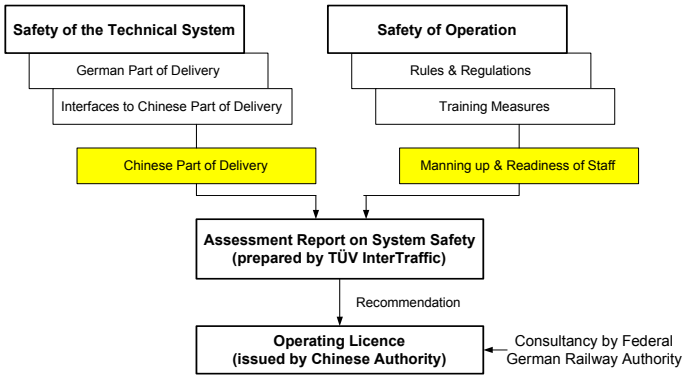 Safety of the Technical System
German Part of Delivery
Interfaces to Chinese Part of Delivery
Chinese Part of Delivery
Safety of Operation
Rules & Regulations
Training Measures
Manning up & Readiness of Staff
Assessment Report on System Safety
(prepared by TÜV InterTraffic)
Recommendation
Operating Licence
(issued by Chinese Authority)
Consultancy by Federal
German Railway Authority